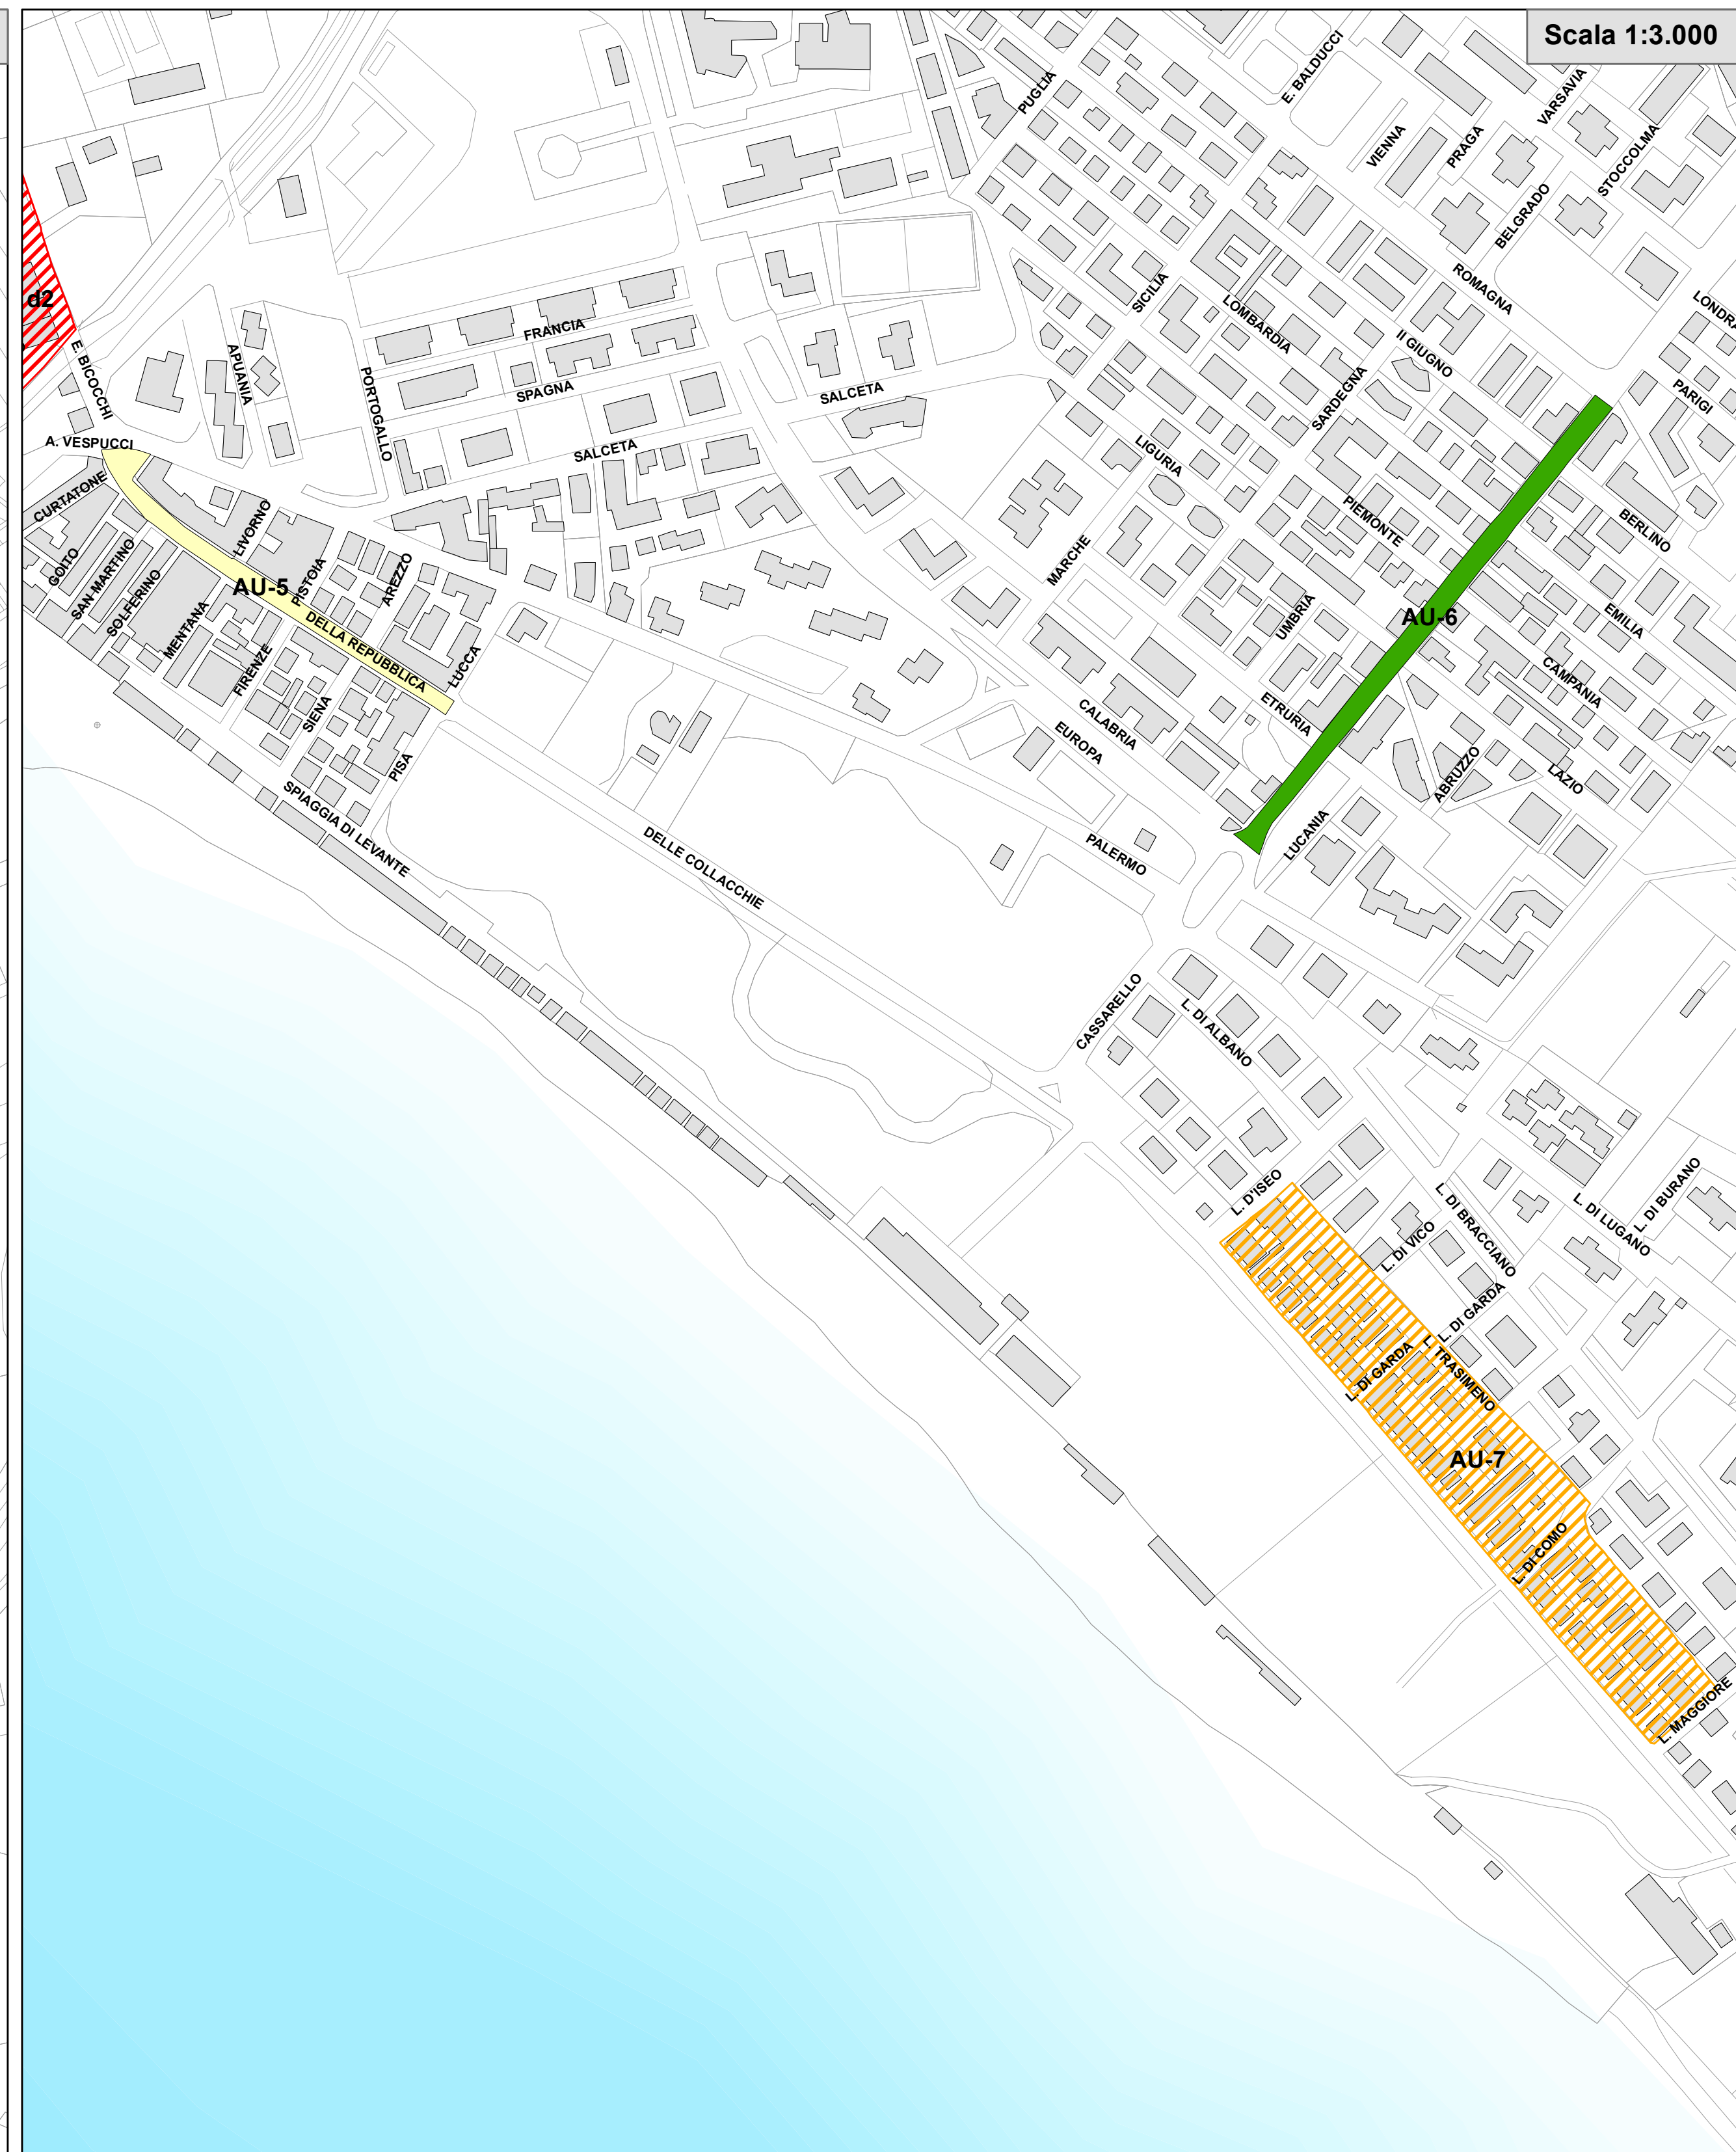 Scala 1:3.000
PUGLIA
E. BALDUCCI
VARSAVIA
VIENNA
PRAGA
STOCCOLMA
BELGRADO
ROMAGNA
SICILIA
LOMBARDIA
II GIUGNO
d2
E. BICOCCHI
APUANIA
FRANCIA
PORTOGALLO
SPAGNA
SALCETA
SALCETA
SARDEGNA
PARIGI
A. VESPUCCI
CURTATONE
LIGURIA
PIEMONTE
BERLINO
LIVORNO
GOITO
SAN MARTINO
SOLFERINO
AU-5
PISTOIA
AREZZO
MARCHE
MENTANA
UMBRIA
AU-6
EMILIA
DELLA REPUBBLICA
FIRENZE
LUCCA
SIENA
CAMPANIA
ETRURIA
CALABRIA
EUROPA
PISA
ABRUZZO
LAZIO
SPIAGGIA DI LEVANTE
DELLE COLLACCHIE
PALERMO
LUCANIA
CASSARELLO
L. DI ALBANO
L. D'ISEO
L. DI BRACCIANO
L. DI BURANO
L. DI LUGANO
L. DI VICO
L. DI GARDA
L. DI GARDA
L. TRASIMENO
AU-7
L. DI COMO
L. MAGGIORE